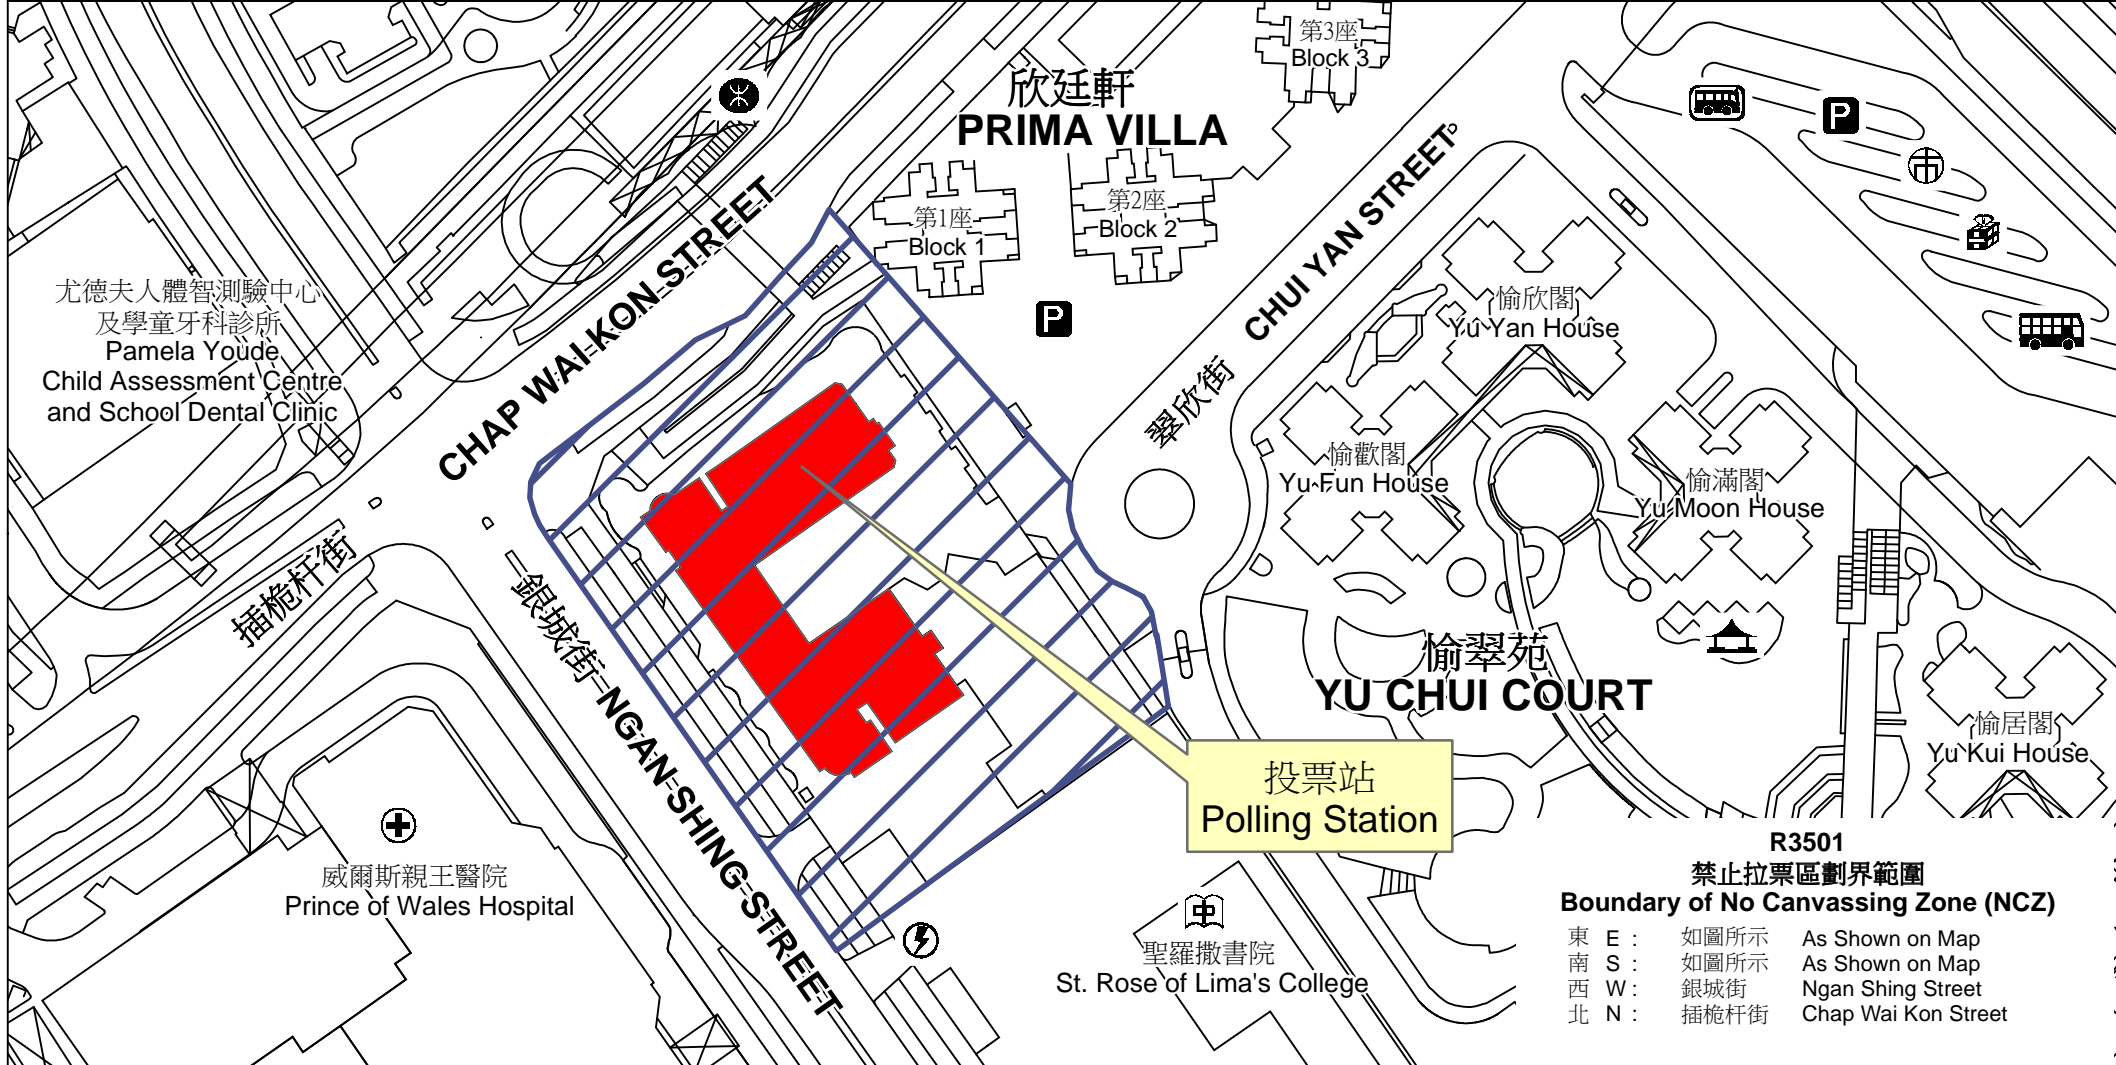 第3座
Block 3
欣廷軒
PRIMA VILLA
第1座
Block 1
第2座
Block 2
CHAP WAI KON STREET
插桅杆街
CHUI YAN STREET
翠欣街
尤德夫人體智測驗中心
及學童牙科診所
Pamela Youde
Child Assessment Centre
and School Dental Clinic
愉欣閣
Yu Yan House
愉歡閣
Yu Fun House
愉滿閣
Yu Moon House
愉翠苑
YU CHUI COURT
愉居閣
Yu Kui House
銀城街
NGAN SHING STREET
投票站
Polling Station
威爾斯親王醫院
Prince of Wales Hospital
聖羅撒書院
St. Rose of Lima's College
P
P
R3501
禁止拉票區劃界範圍
Boundary of No Canvassing Zone (NCZ)
東 E : 如圖所示 As Shown on Map
南 S : 如圖所示 As Shown on Map
西 W : 銀城街 Ngan Shing Street
北 N : 插桅杆街 Chap Wai Kon Street